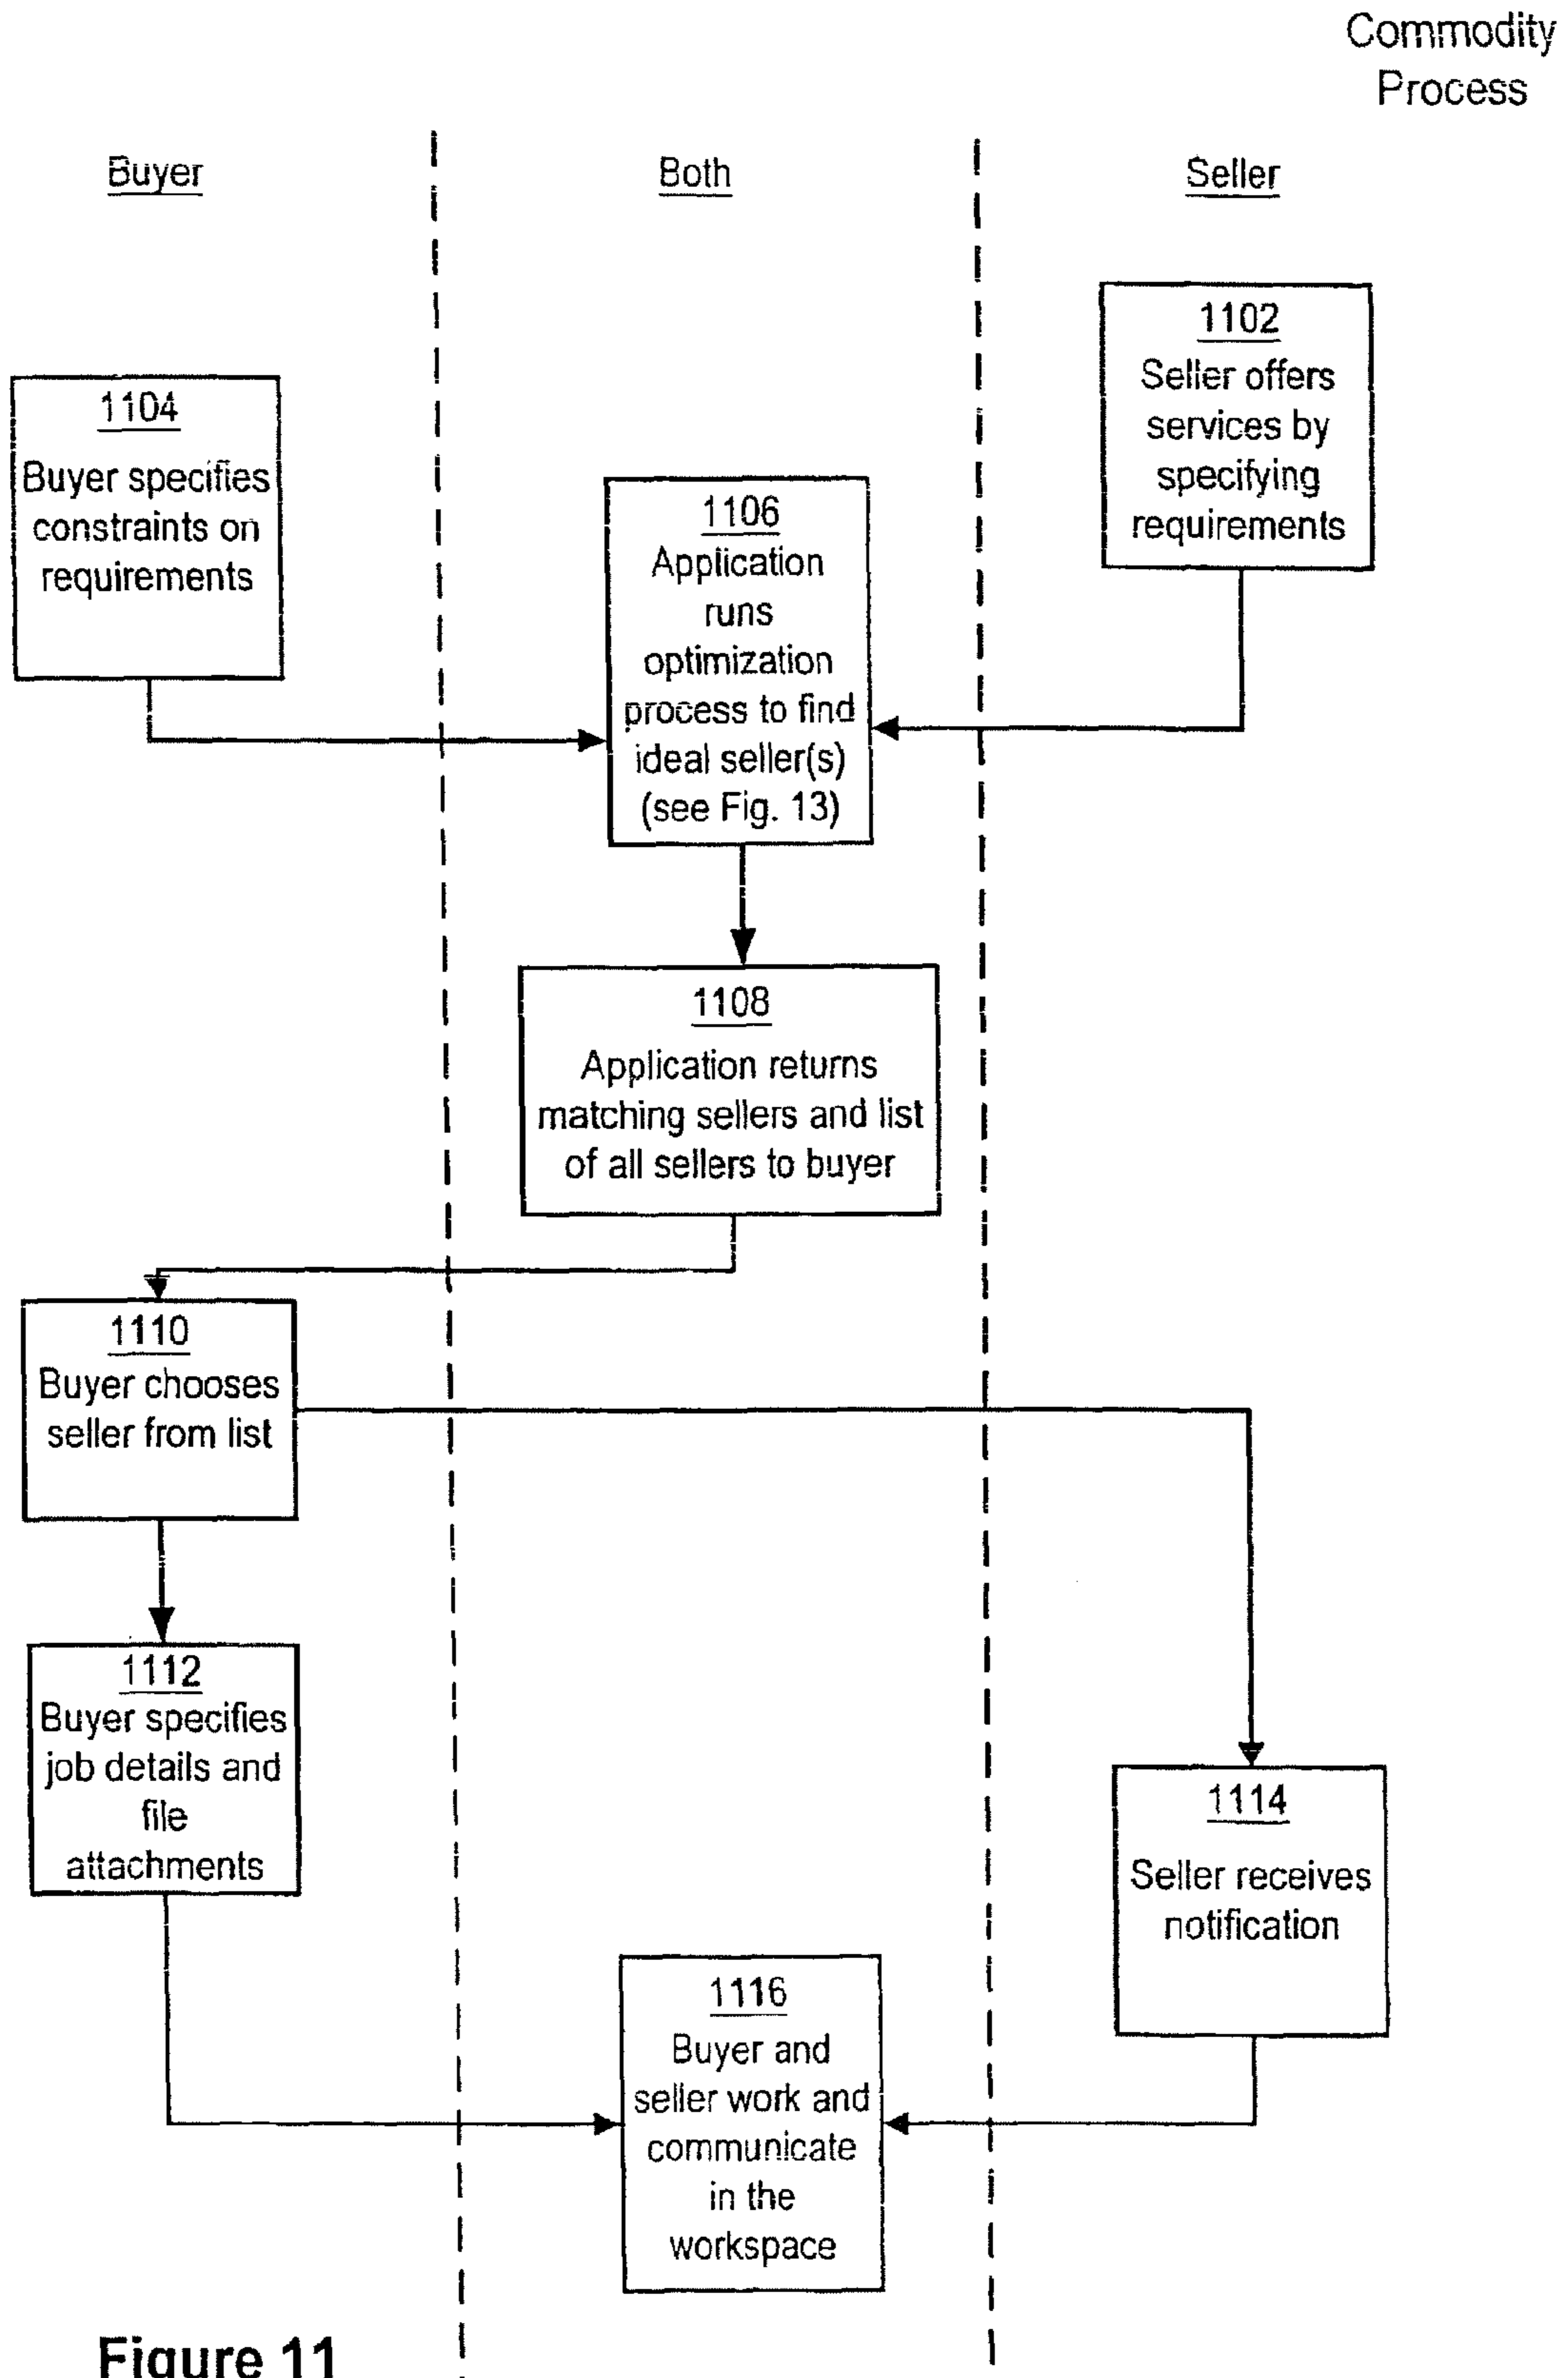 Commodity
Process
Buyer
Both
Seller
1102
Seller offers
services by
specifying
requirements
1104
Buyer specifies
constraints on
requirements
1106
Application
runs
optimization
process to find
ideal seller(s)
(see Fig. 13)
1108
Application returns
matching sellers and list
of all sellers to buyer
1110
Buyer chooses
seller from list
1112
Buyer specifies
job details and
file
attachments
1114
Seller receives
notification
1116
Buyer and
seller work and
communicate
in the
workspace
Figure 11